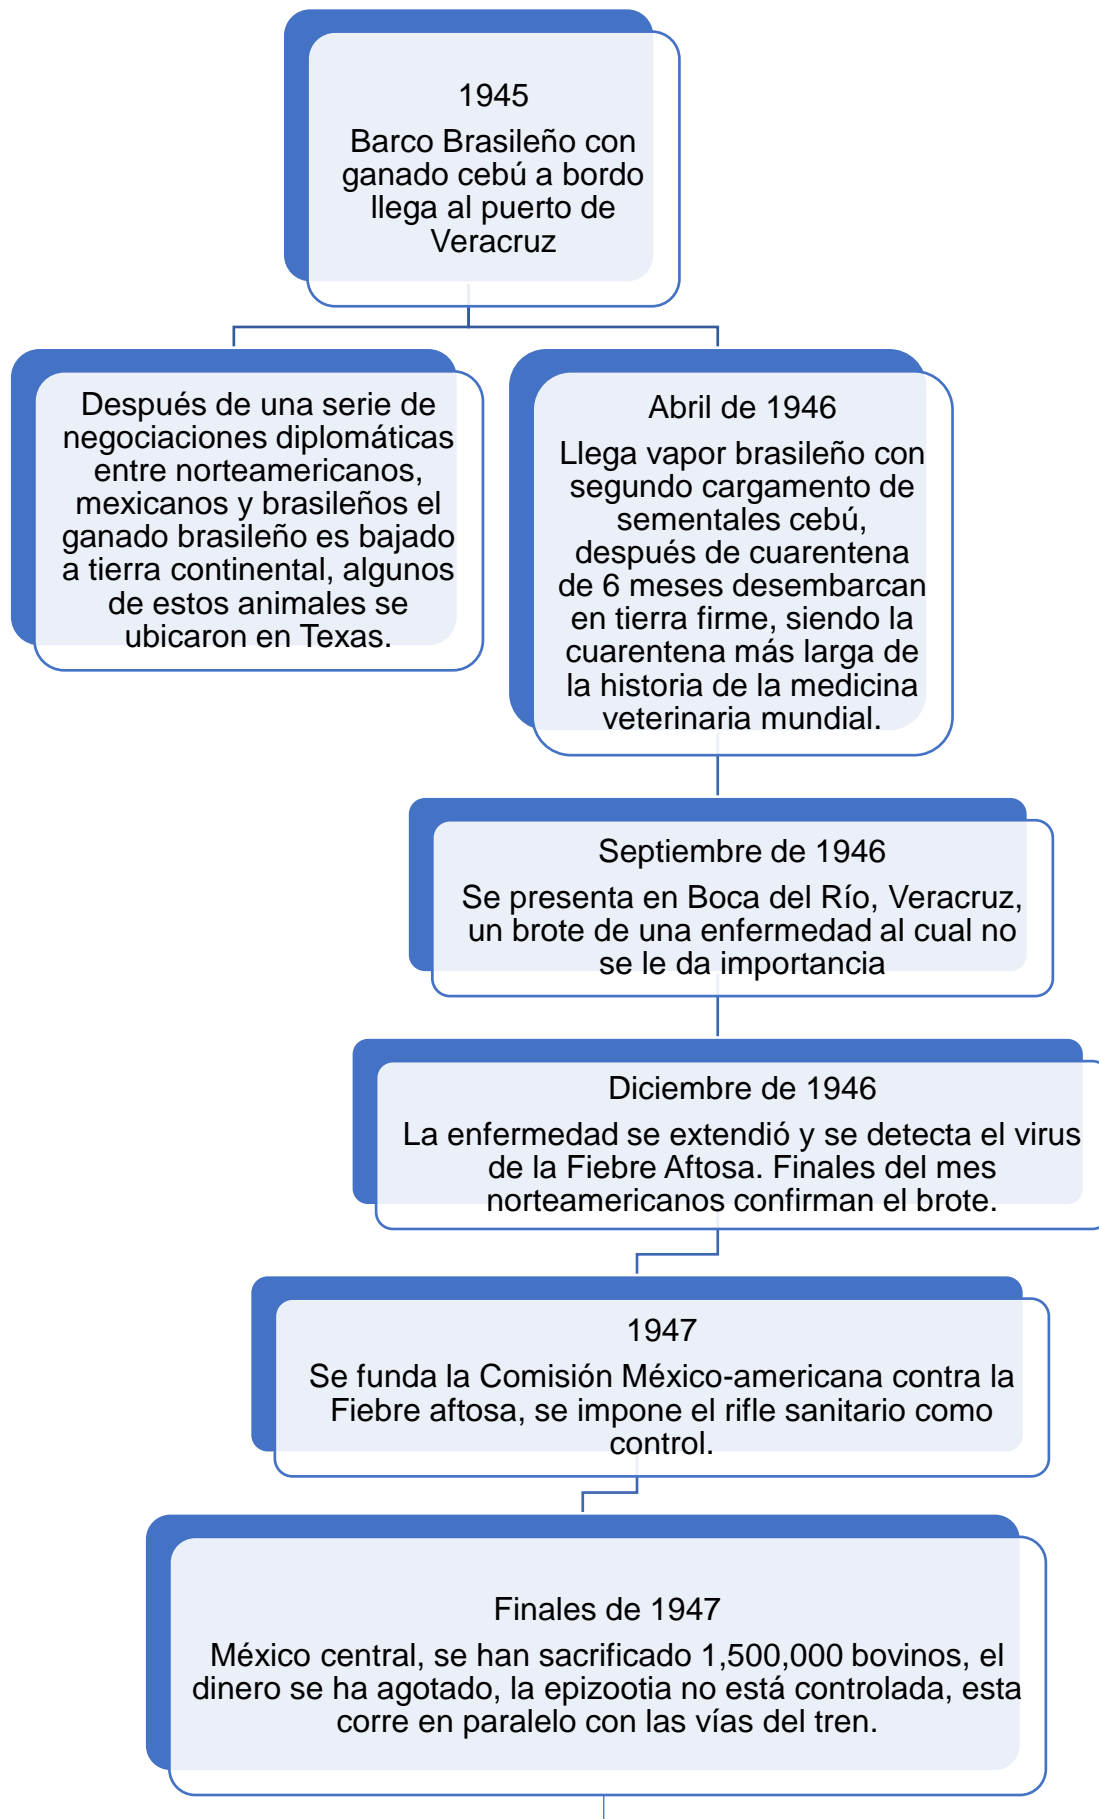 1945
Barco Brasileño con
ganado cebú a bordo
llega al puerto de
Veracruz
Después de una serie de
negociaciones diplomáticas
entre norteamericanos,
mexicanos y brasileños el
ganado brasileño es bajado
a tierra continental, algunos
de estos animales se
ubicaron en Texas.
Abril de 1946
Llega vapor brasileño con
segundo cargamento de
sementales cebú,
después de cuarentena
de 6 meses desembarcan
en tierra firme, siendo la
cuarentena más larga de
la historia de la medicina
veterinaria mundial.
Septiembre de 1946
Se presenta en Boca del Río, Veracruz,
un brote de una enfermedad al cual no
se le da importancia
Diciembre de 1946
La enfermedad se extendió y se detecta el virus
de la Fiebre Aftosa. Finales del mes
norteamericanos confirman el brote.
1947
Se funda la Comisión México-americana contra la
Fiebre aftosa, se impone el rifle sanitario como
control.
Finales de 1947
México central, se han sacrificado 1,500,000 bovinos, el
dinero se ha agotado, la epizootia no está controlada, esta
corre en paralelo con las vías del tren.